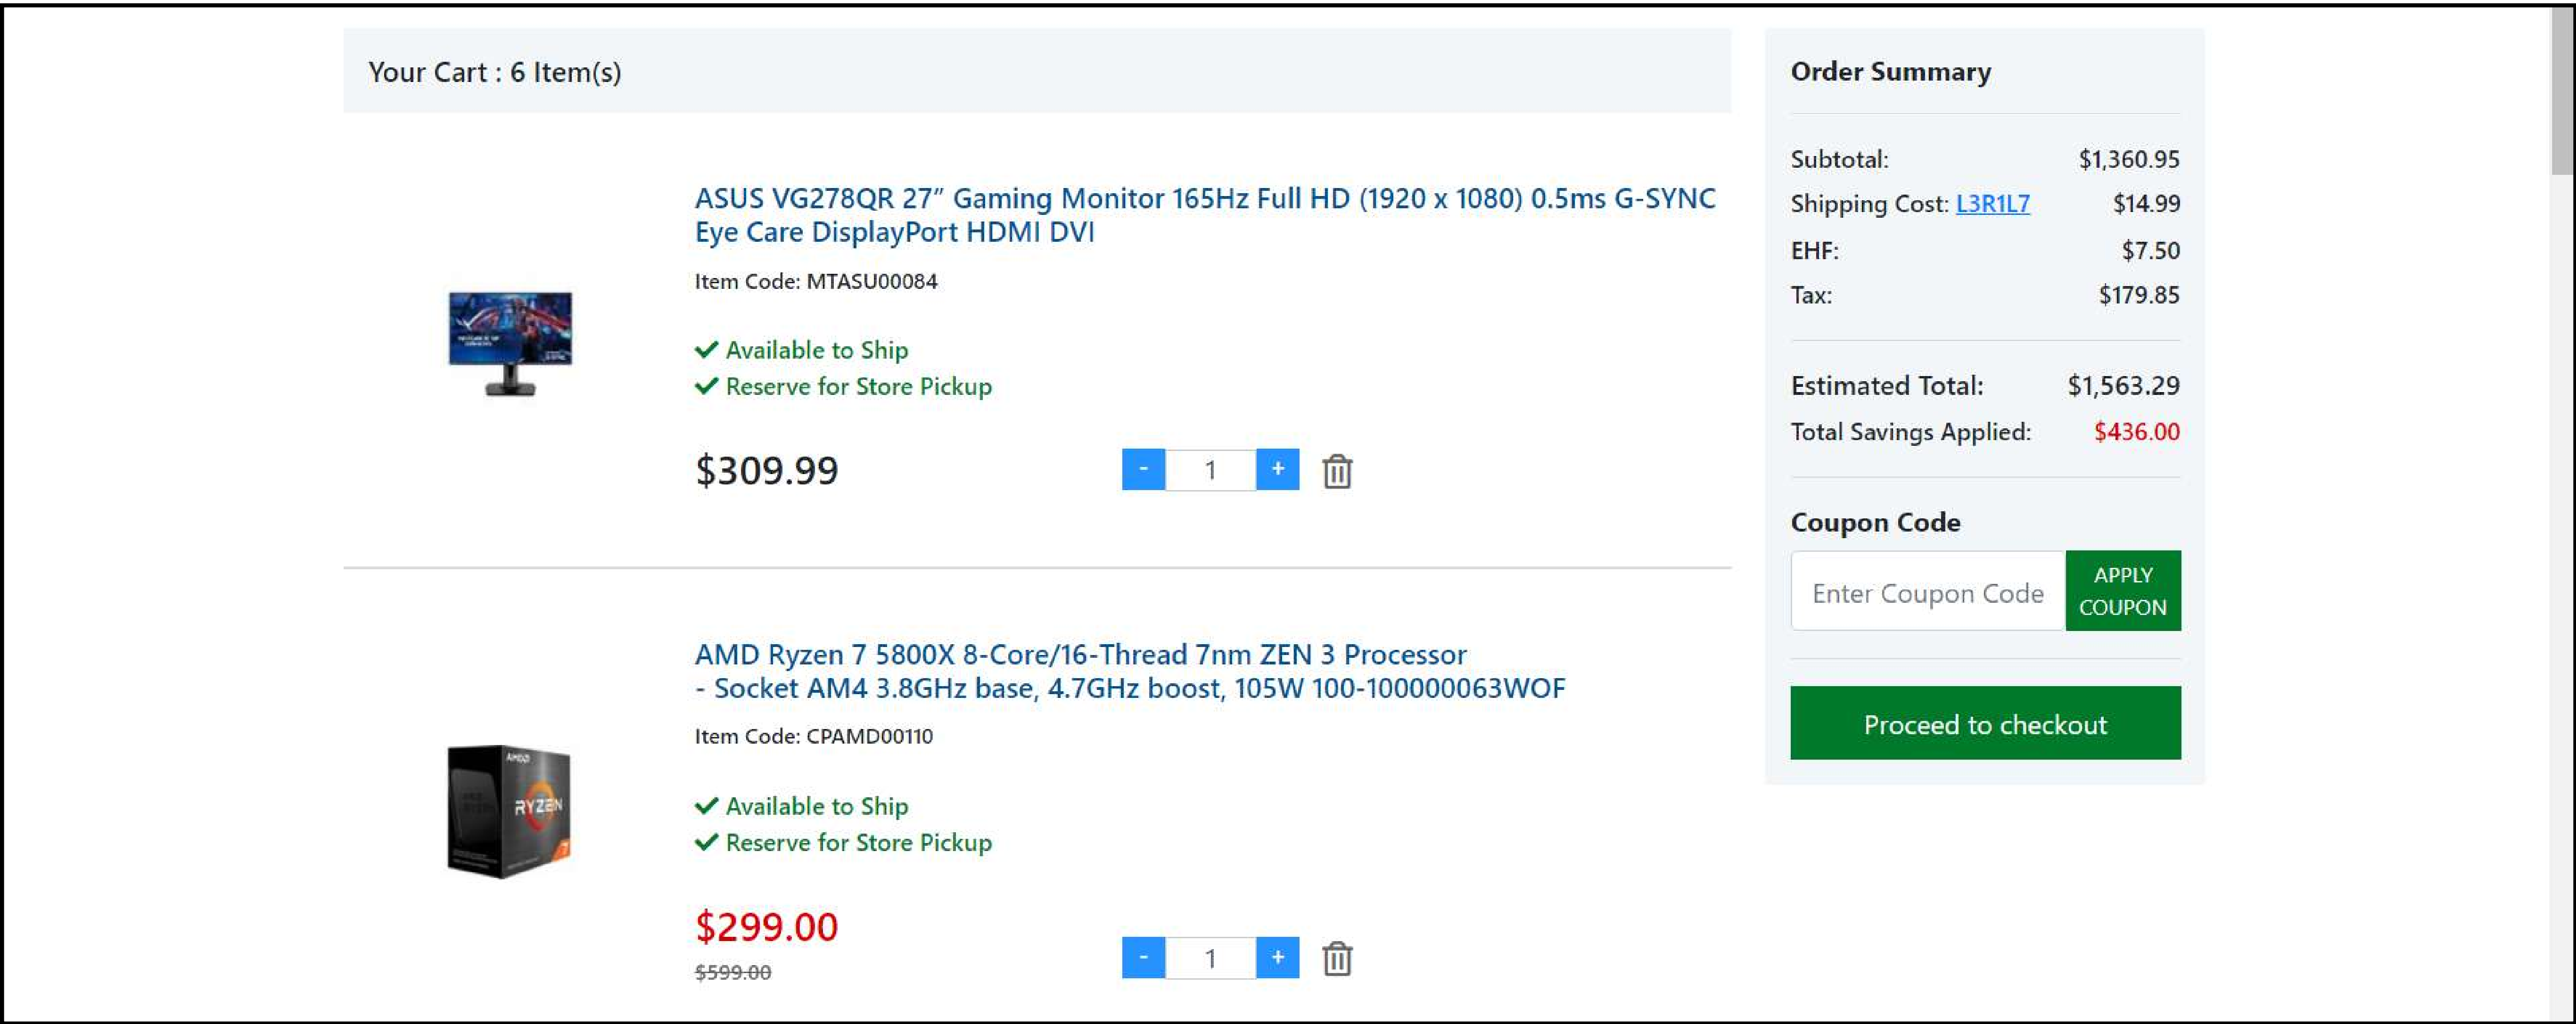 Your Cart : 6 Item(s)
ASUS VG278QR 27” Gaming Monitor 165Hz Full HD (1920 x 1080) 0.5ms G-SYNC
Eye Care DisplayPort HDMI DVI
Item Code: MTASU00084
Available to Ship
Reserve for Store Pickup
$309.99
- 1 +
AMD Ryzen 7 5800X 8-Core/16-Thread 7nm ZEN 3 Processor
- Socket AM4 3.8GHz base, 4.7GHz boost, 105W 100-100000063WOF
Item Code: CPAMD00110
AMD
RYZEN
7
Available to Ship
Reserve for Store Pickup
$299.00
$599.00
- 1 +
Order Summary
Subtotal: $1,360.95
Shipping Cost: L3R1L7 $14.99
EHF: $7.50
Tax: $179.85
Estimated Total: $1,563.29
Total Savings Applied: $436.00
Coupon Code
Enter Coupon Code
APPLY
COUPON
Proceed to checkout